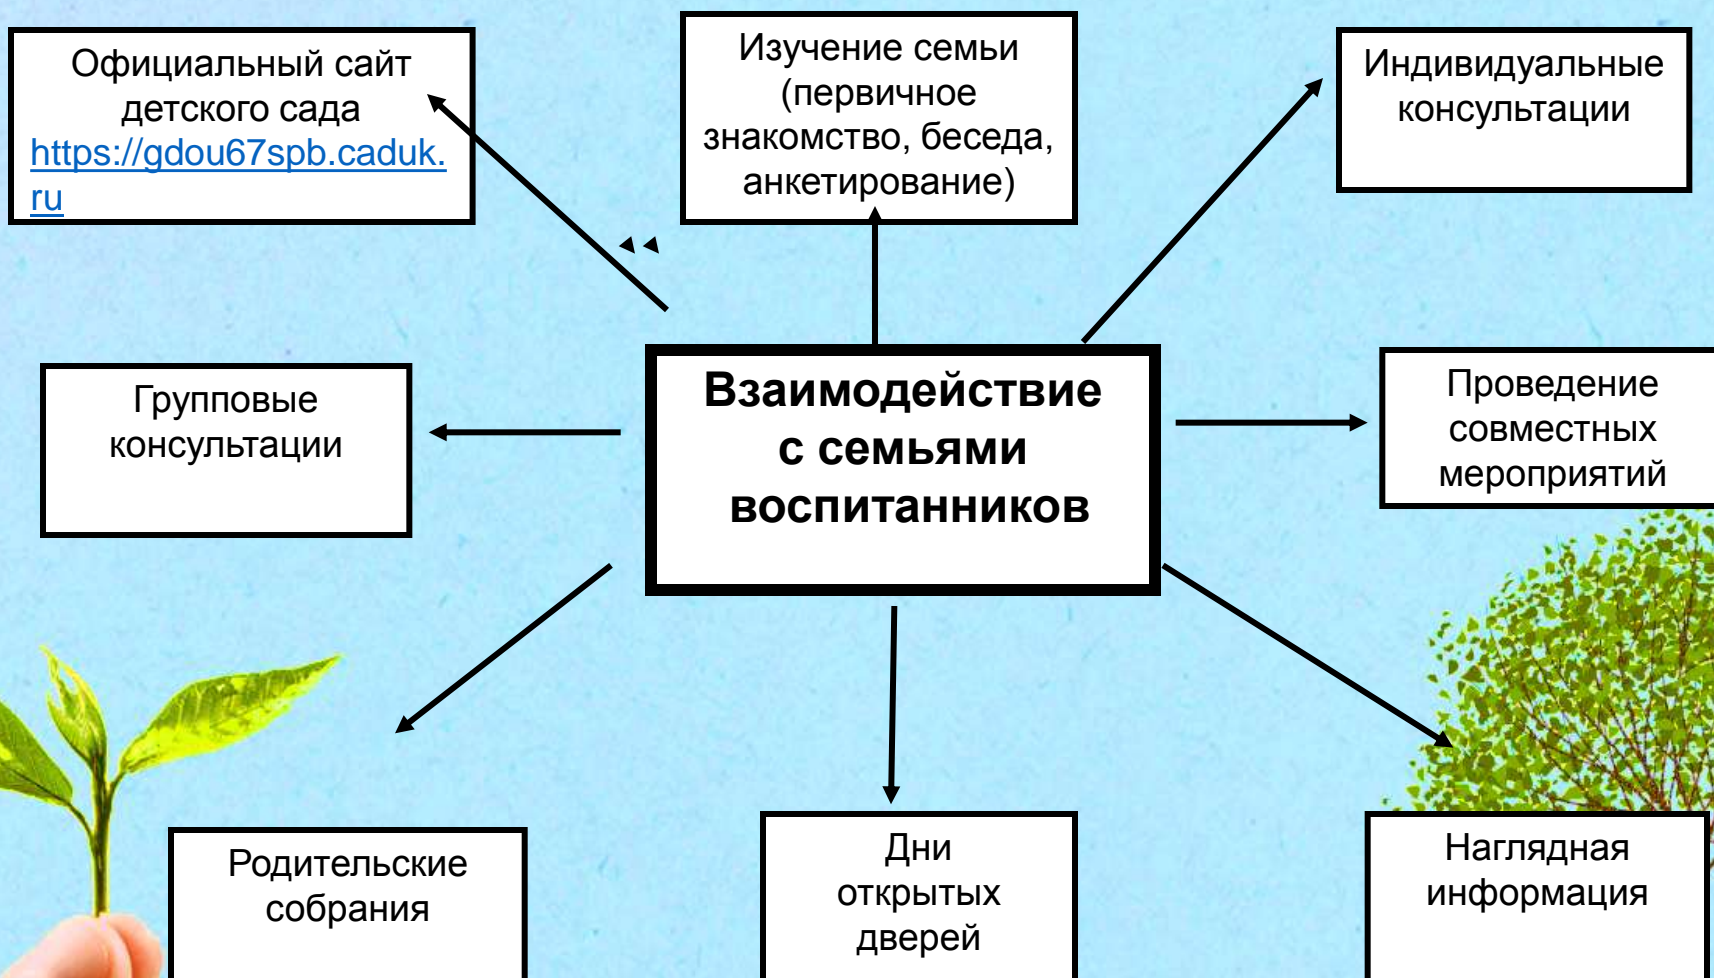 Официальный сайт
детского сада
https://gdou67spb.caduk.
ru
Изучение семьи
(первичное
знакомство, беседа,
анкетирование)
Индивидуальные
консультации
Групповые
консультации
Взаимодействие
с семьями
воспитанников
Проведение
совместных
мероприятий
Родительские
собрания
Дни
открытых
дверей
Наглядная
информация